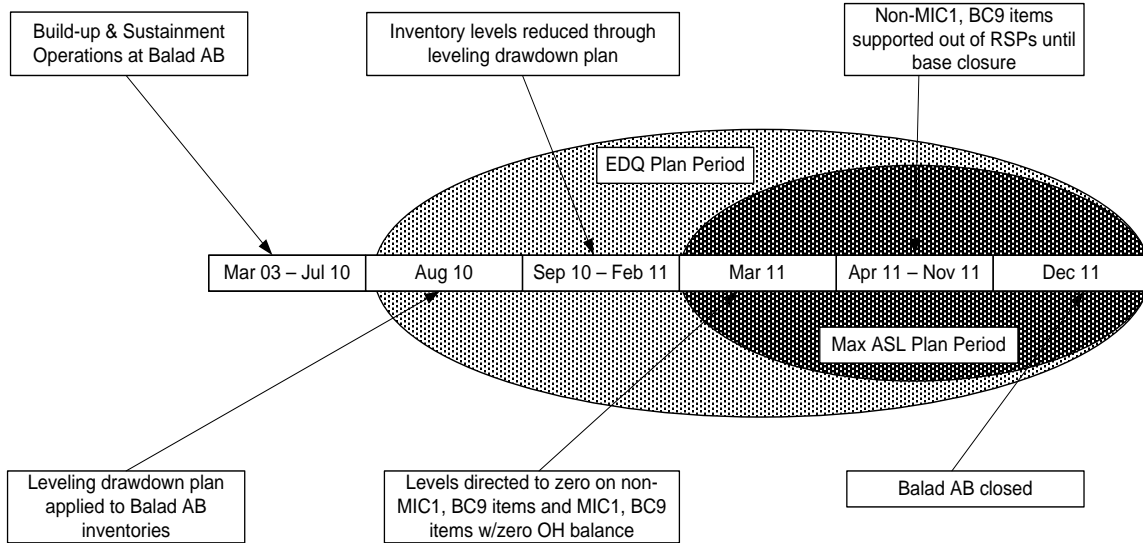 Build-up & Sustainment
Operations at Balad AB
Inventory levels reduced through
leveling drawdown plan
Non-MIC1, BC9 items
supported out of RSPs until
base closure
EDQ Plan Period
Mar 03 – Jul 10
Aug 10
Sep 10 – Feb 11
Mar 11
Apr 11 – Nov 11
Dec 11
Max ASL Plan Period
Leveling drawdown plan
applied to Balad AB
inventories
Levels directed to zero on non-
MIC1, BC9 items and MIC1, BC9
items w/zero OH balance
Balad AB closed